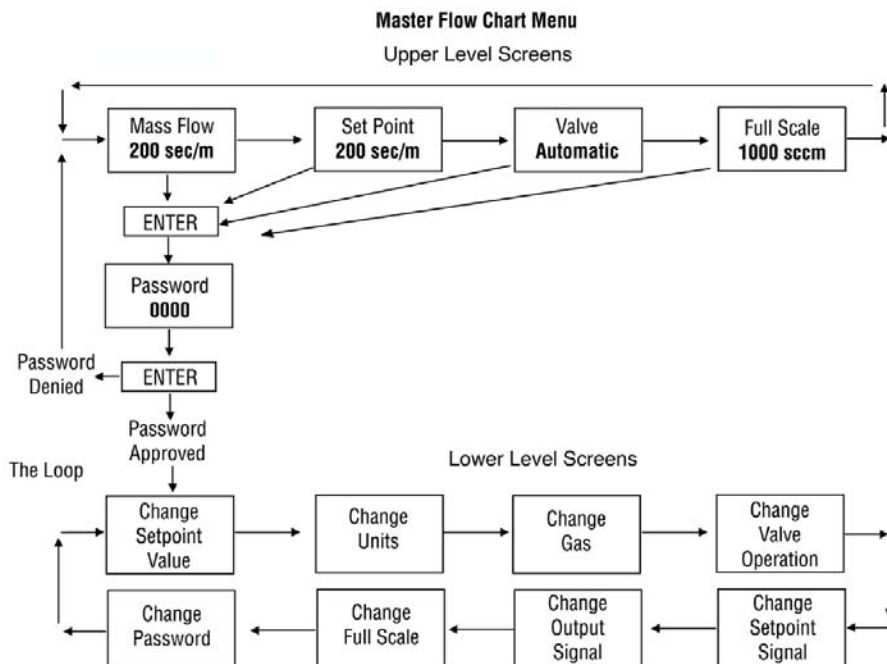 Master Flow Chart Menu
Upper Level Screens
Mass Flow
200 sec/m
Set Point
200 sec/m
Valve
Automatic
Full Scale
1000 sccm
ENTER
Password
0000
Password
Denied
ENTER
Password
Approved
The Loop
Lower Level Screens
Change
Setpoint
Value
Change
Units
Change
Gas
Change
Valve
Operation
Change
Password
Change
Full Scale
Change
Output
Signal
Change
Setpoint
Signal